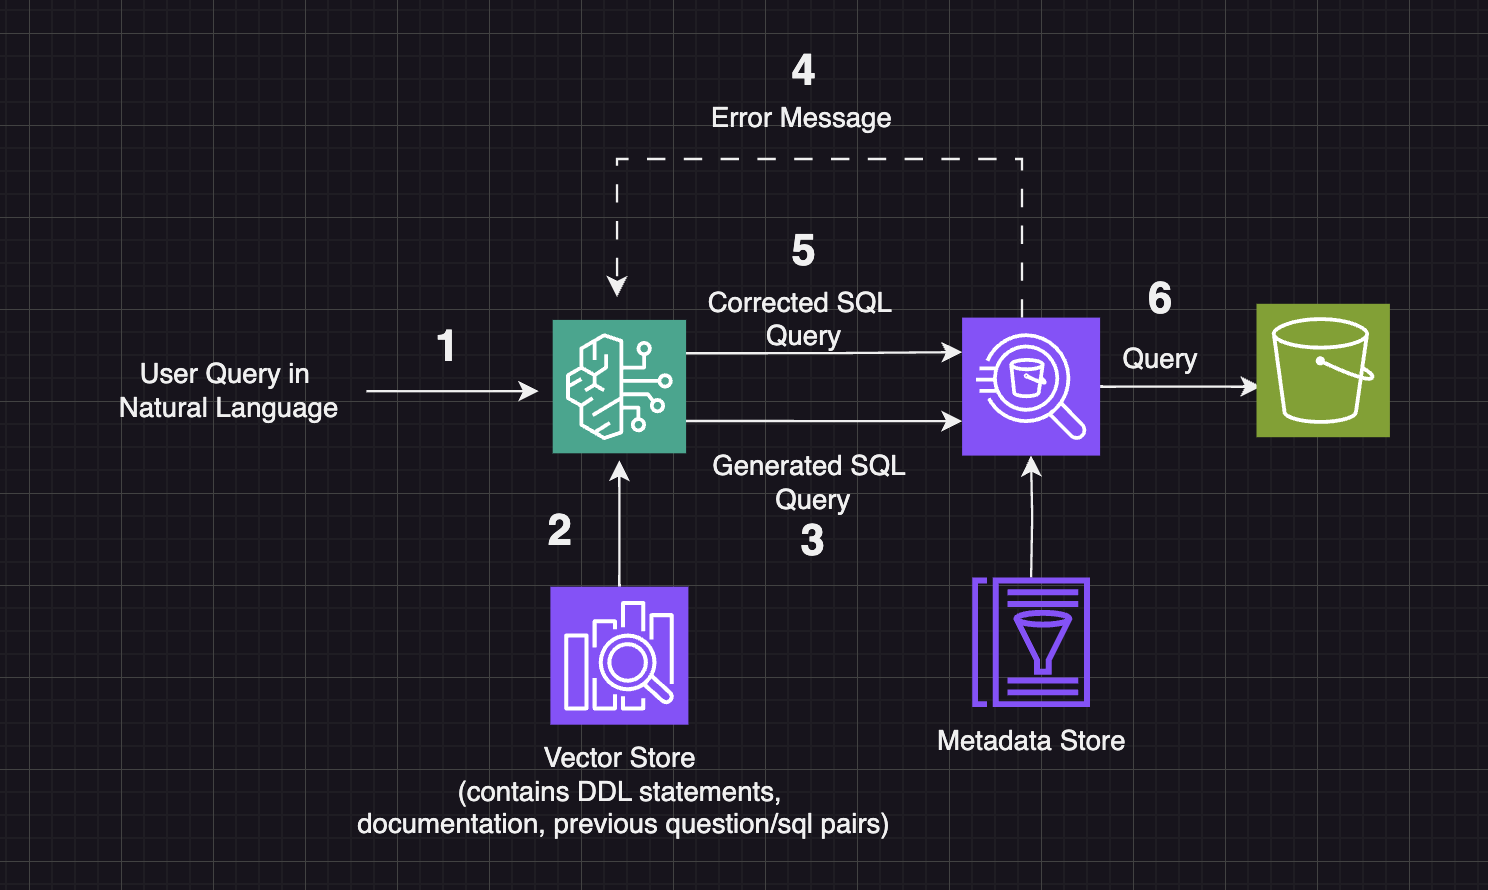 4
Error Message
5
Corrected SQL
Query
6
Query
1
User Query in
Natural Language
Generated SQL
Query
3
2
Vector Store
(contains DDL statements,
documentation, previous question/sql pairs)
Metadata Store